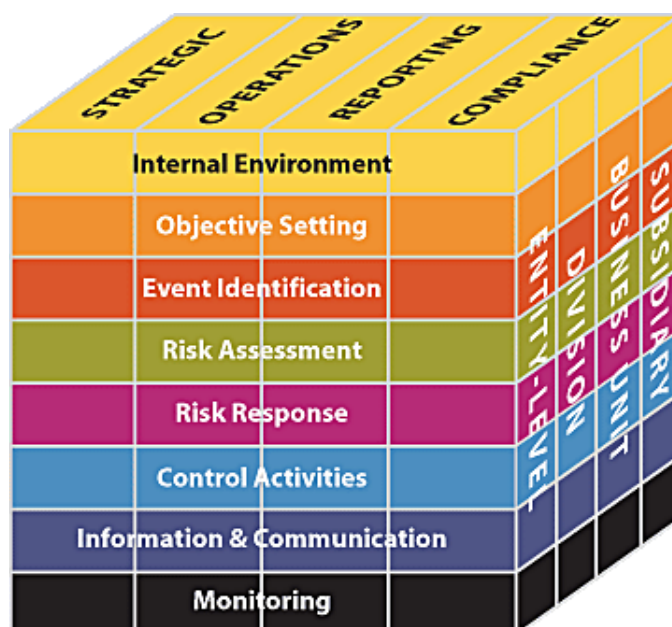 STRATEGIC
OPERATIONS
REPORTING
COMPLIANCE
Internal Environment
Objective Setting
Event Identification
Risk Assessment
Risk Response
Control Activities
Information & Communication
Monitoring
ENTITY-LEVEL
DIVISION
BUSINESS UNIT
SUBSIDIARY